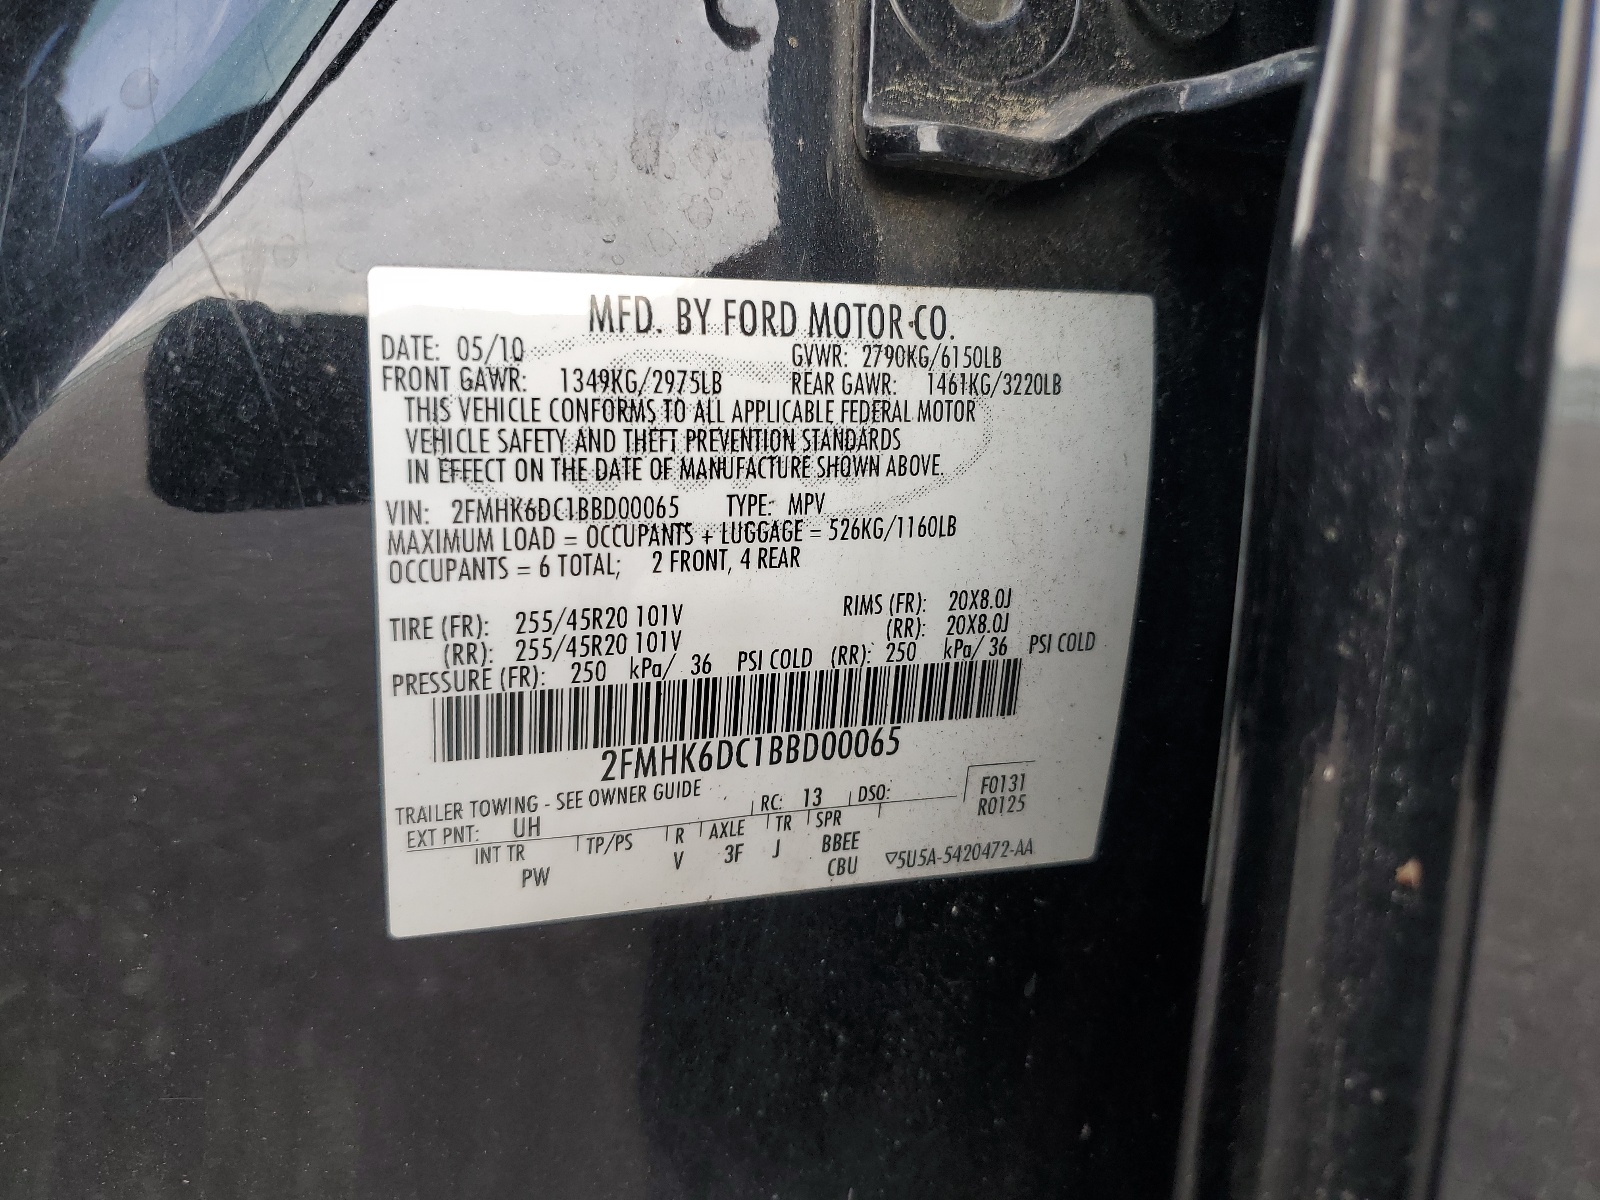 MFD. BY FORD MOTOR CO.
DATE: 05/10 GVWR: 2790KG/6150LB
FRONT GAWR: 1349KG/2975LB REAR GAWR: 1461KG/3220LB
THIS VEHICLE CONFORMS TO ALL APPLICABLE FEDERAL MOTOR
VEHICLE SAFETY AND THEFT PREVENTION STANDARDS
IN EFFECT ON THE DATE OF MANUFACTURE SHOWN ABOVE.
VIN: 2FMHK6DC1BBD00065 TYPE: MPV
MAXIMUM LOAD = OCCUPANTS + LUGGAGE = 526KG/1160LB
OCCUPANTS = 6 TOTAL; 2 FRONT, 4 REAR
TIRE (FR): 255/45R20 101V RIMS (FR): 20X8.0J
(RR): 255/45R20 101V (RR): 20X8.0J
PRESSURE (FR): 250 kPa/ 36 PSI COLD (RR): 250 kPa/ 36 PSI COLD
2FMHK6DC1BBD00065
TRAILER TOWING - SEE OWNER GUIDE
EXT PNT: UH RC: 13 DSO: F0131
R0125
INT TR TP/PS R AXLE TR SPR
PW V 3F J BBEE
CBU ▽5U5A-5420472-AA